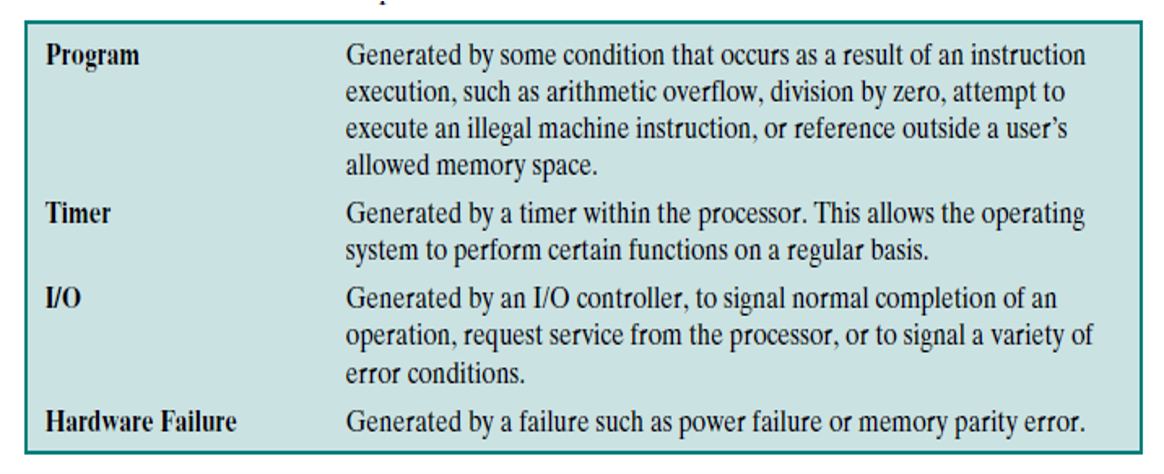 Program Generated by some condition that occurs as a result of an instruction
execution, such as arithmetic overflow, division by zero, attempt to
execute an illegal machine instruction, or reference outside a user's
allowed memory space.
Timer Generated by a timer within the processor. This allows the operating
system to perform certain functions on a regular basis.
I/O Generated by an I/O controller, to signal normal completion of an
operation, request service from the processor, or to signal a variety of
error conditions.
Hardware Failure Generated by a failure such as power failure or memory parity error.